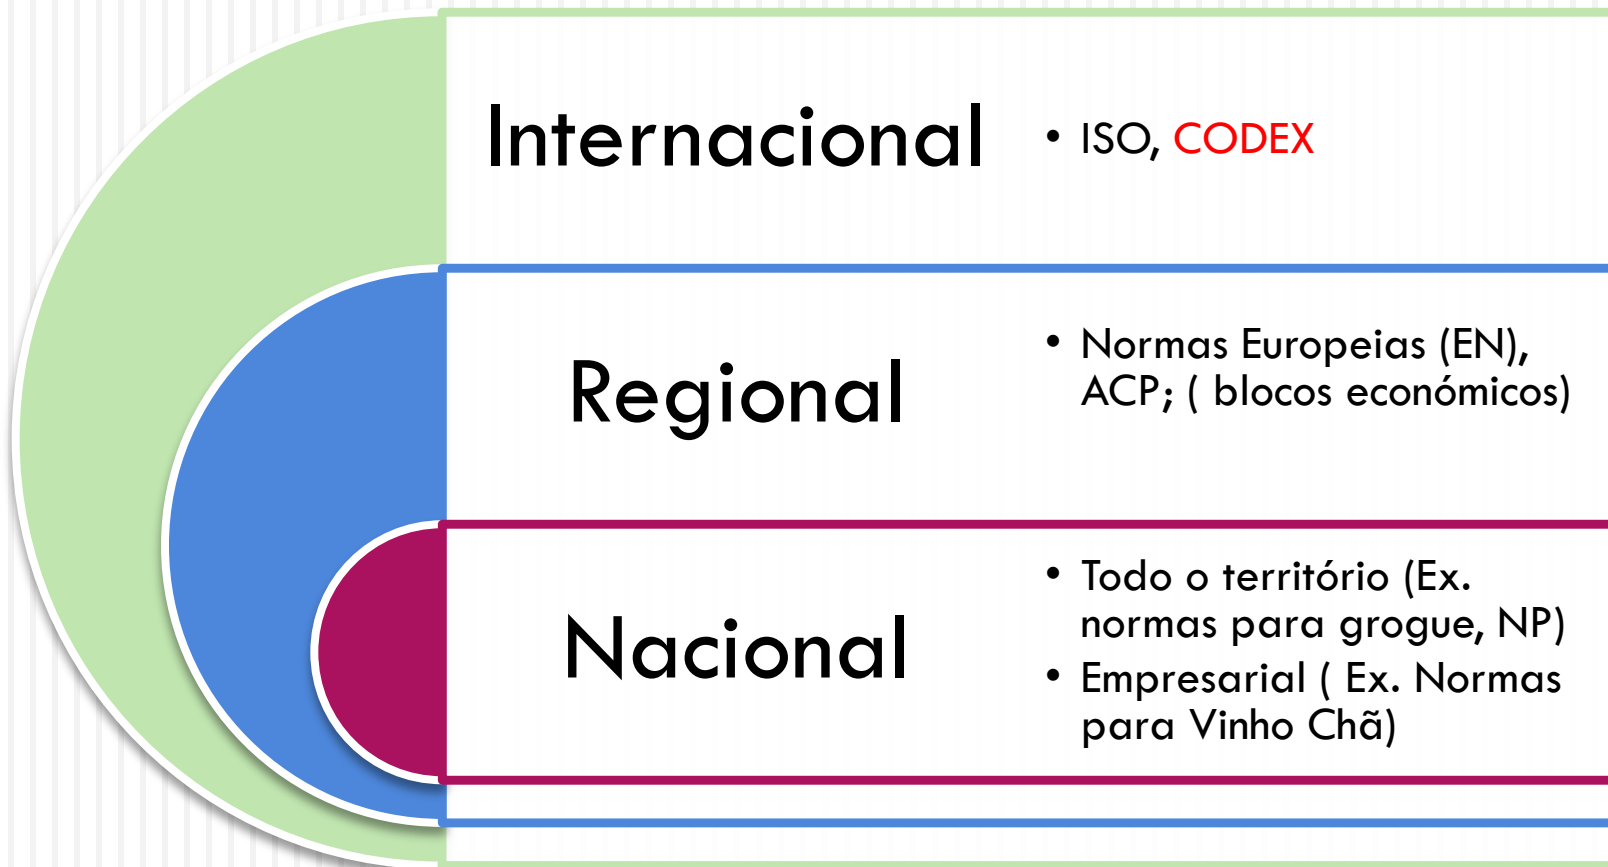 Internacional
• ISO, CODEX
Regional
• Normas Europeias (EN),
ACP; ( blocos económicos)
Nacional
• Todo o território (Ex.
normas para grogue, NP)
• Empresarial ( Ex. Normas
para Vinho Chã)